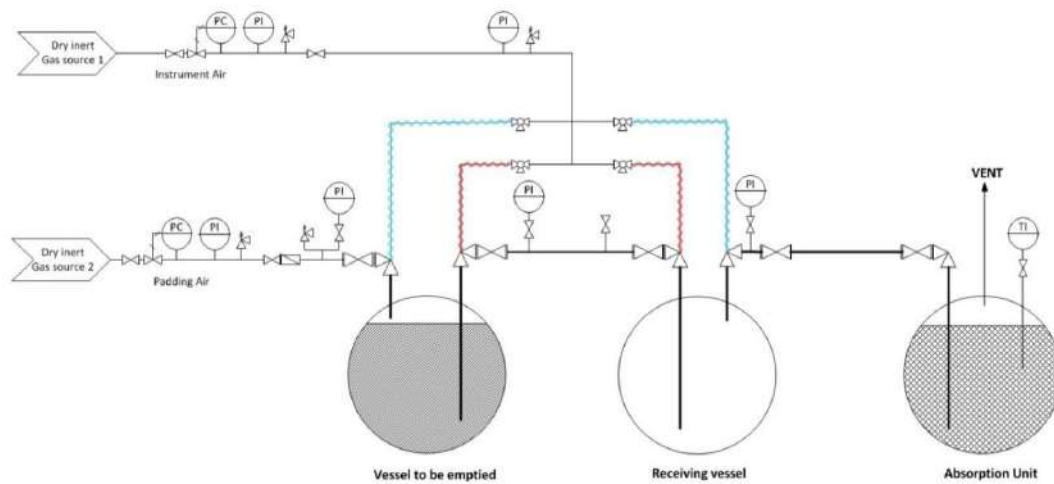 PC
PI
PI
Dry inert
Gas source 1
Instrument Air
PI
PI
PI
VENT
TI
PC
PI
Dry inert
Gas source 2
Padding Air
Vessel to be emptied
Receiving vessel
Absorption Unit